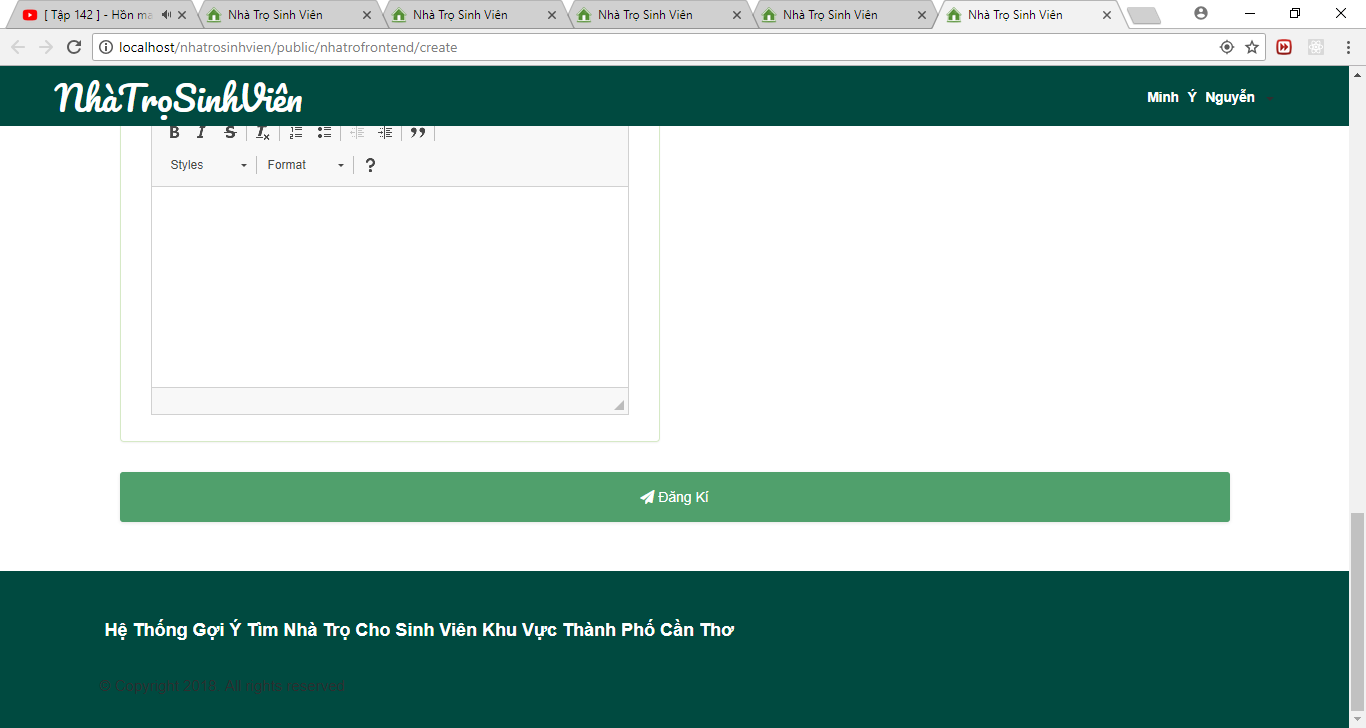 [ Tập 142 ] - Hồn ma
Nhà Trọ Sinh Viên
Nhà Trọ Sinh Viên
Nhà Trọ Sinh Viên
Nhà Trọ Sinh Viên
Nhà Trọ Sinh Viên
localhost/nhatrosinhvien/public/nhatrofrontend/create
NhàTrọSinhViên
Minh Ý Nguyễn
B I S Tx
Styles Format ?
Đăng Kí
Hệ Thống Gợi Ý Tìm Nhà Trọ Cho Sinh Viên Khu Vực Thành Phố Cần Thơ
© Copyright 2018. All rights reserved.